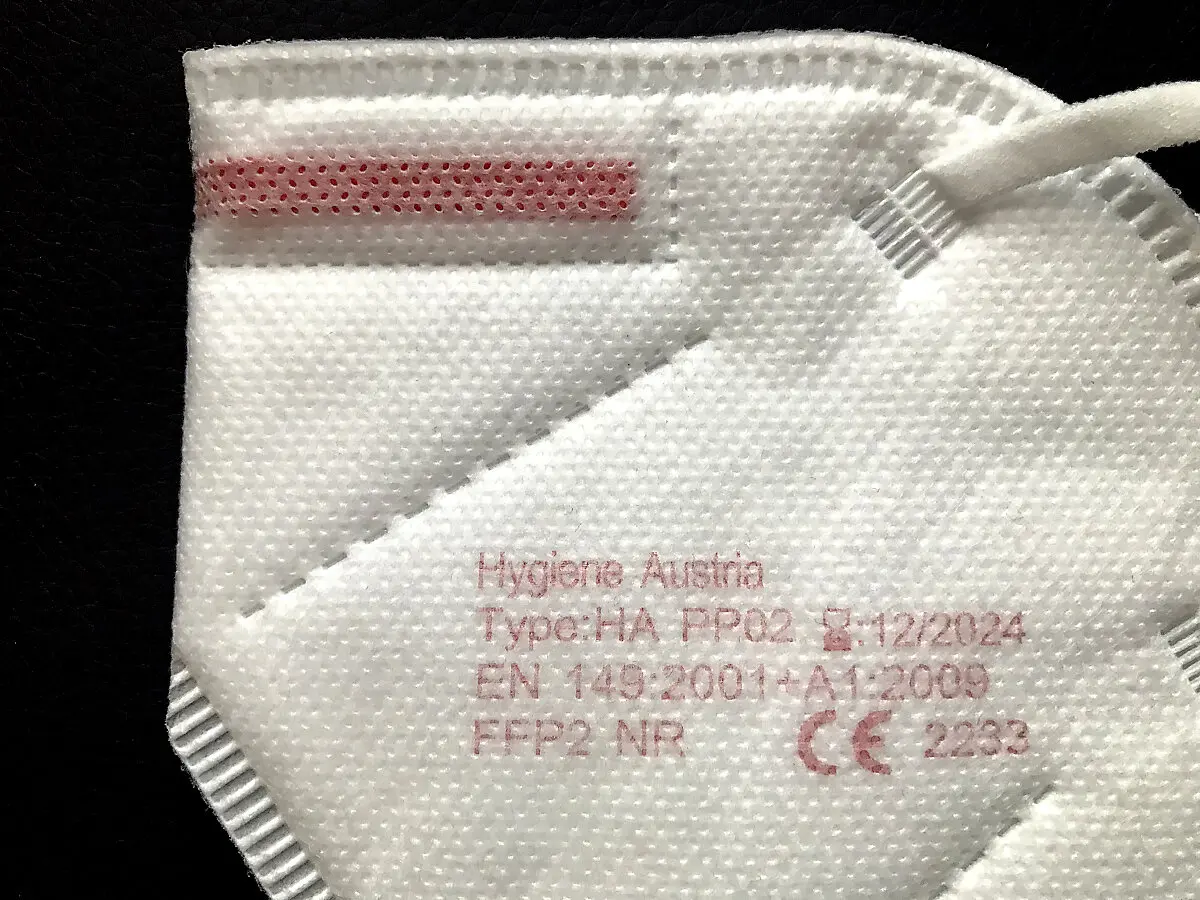 Hygiene Austria
Type:HA PP02 ⌛:12/2024
EN 149:2001+A1:2009
FFP2 NR CE 2233